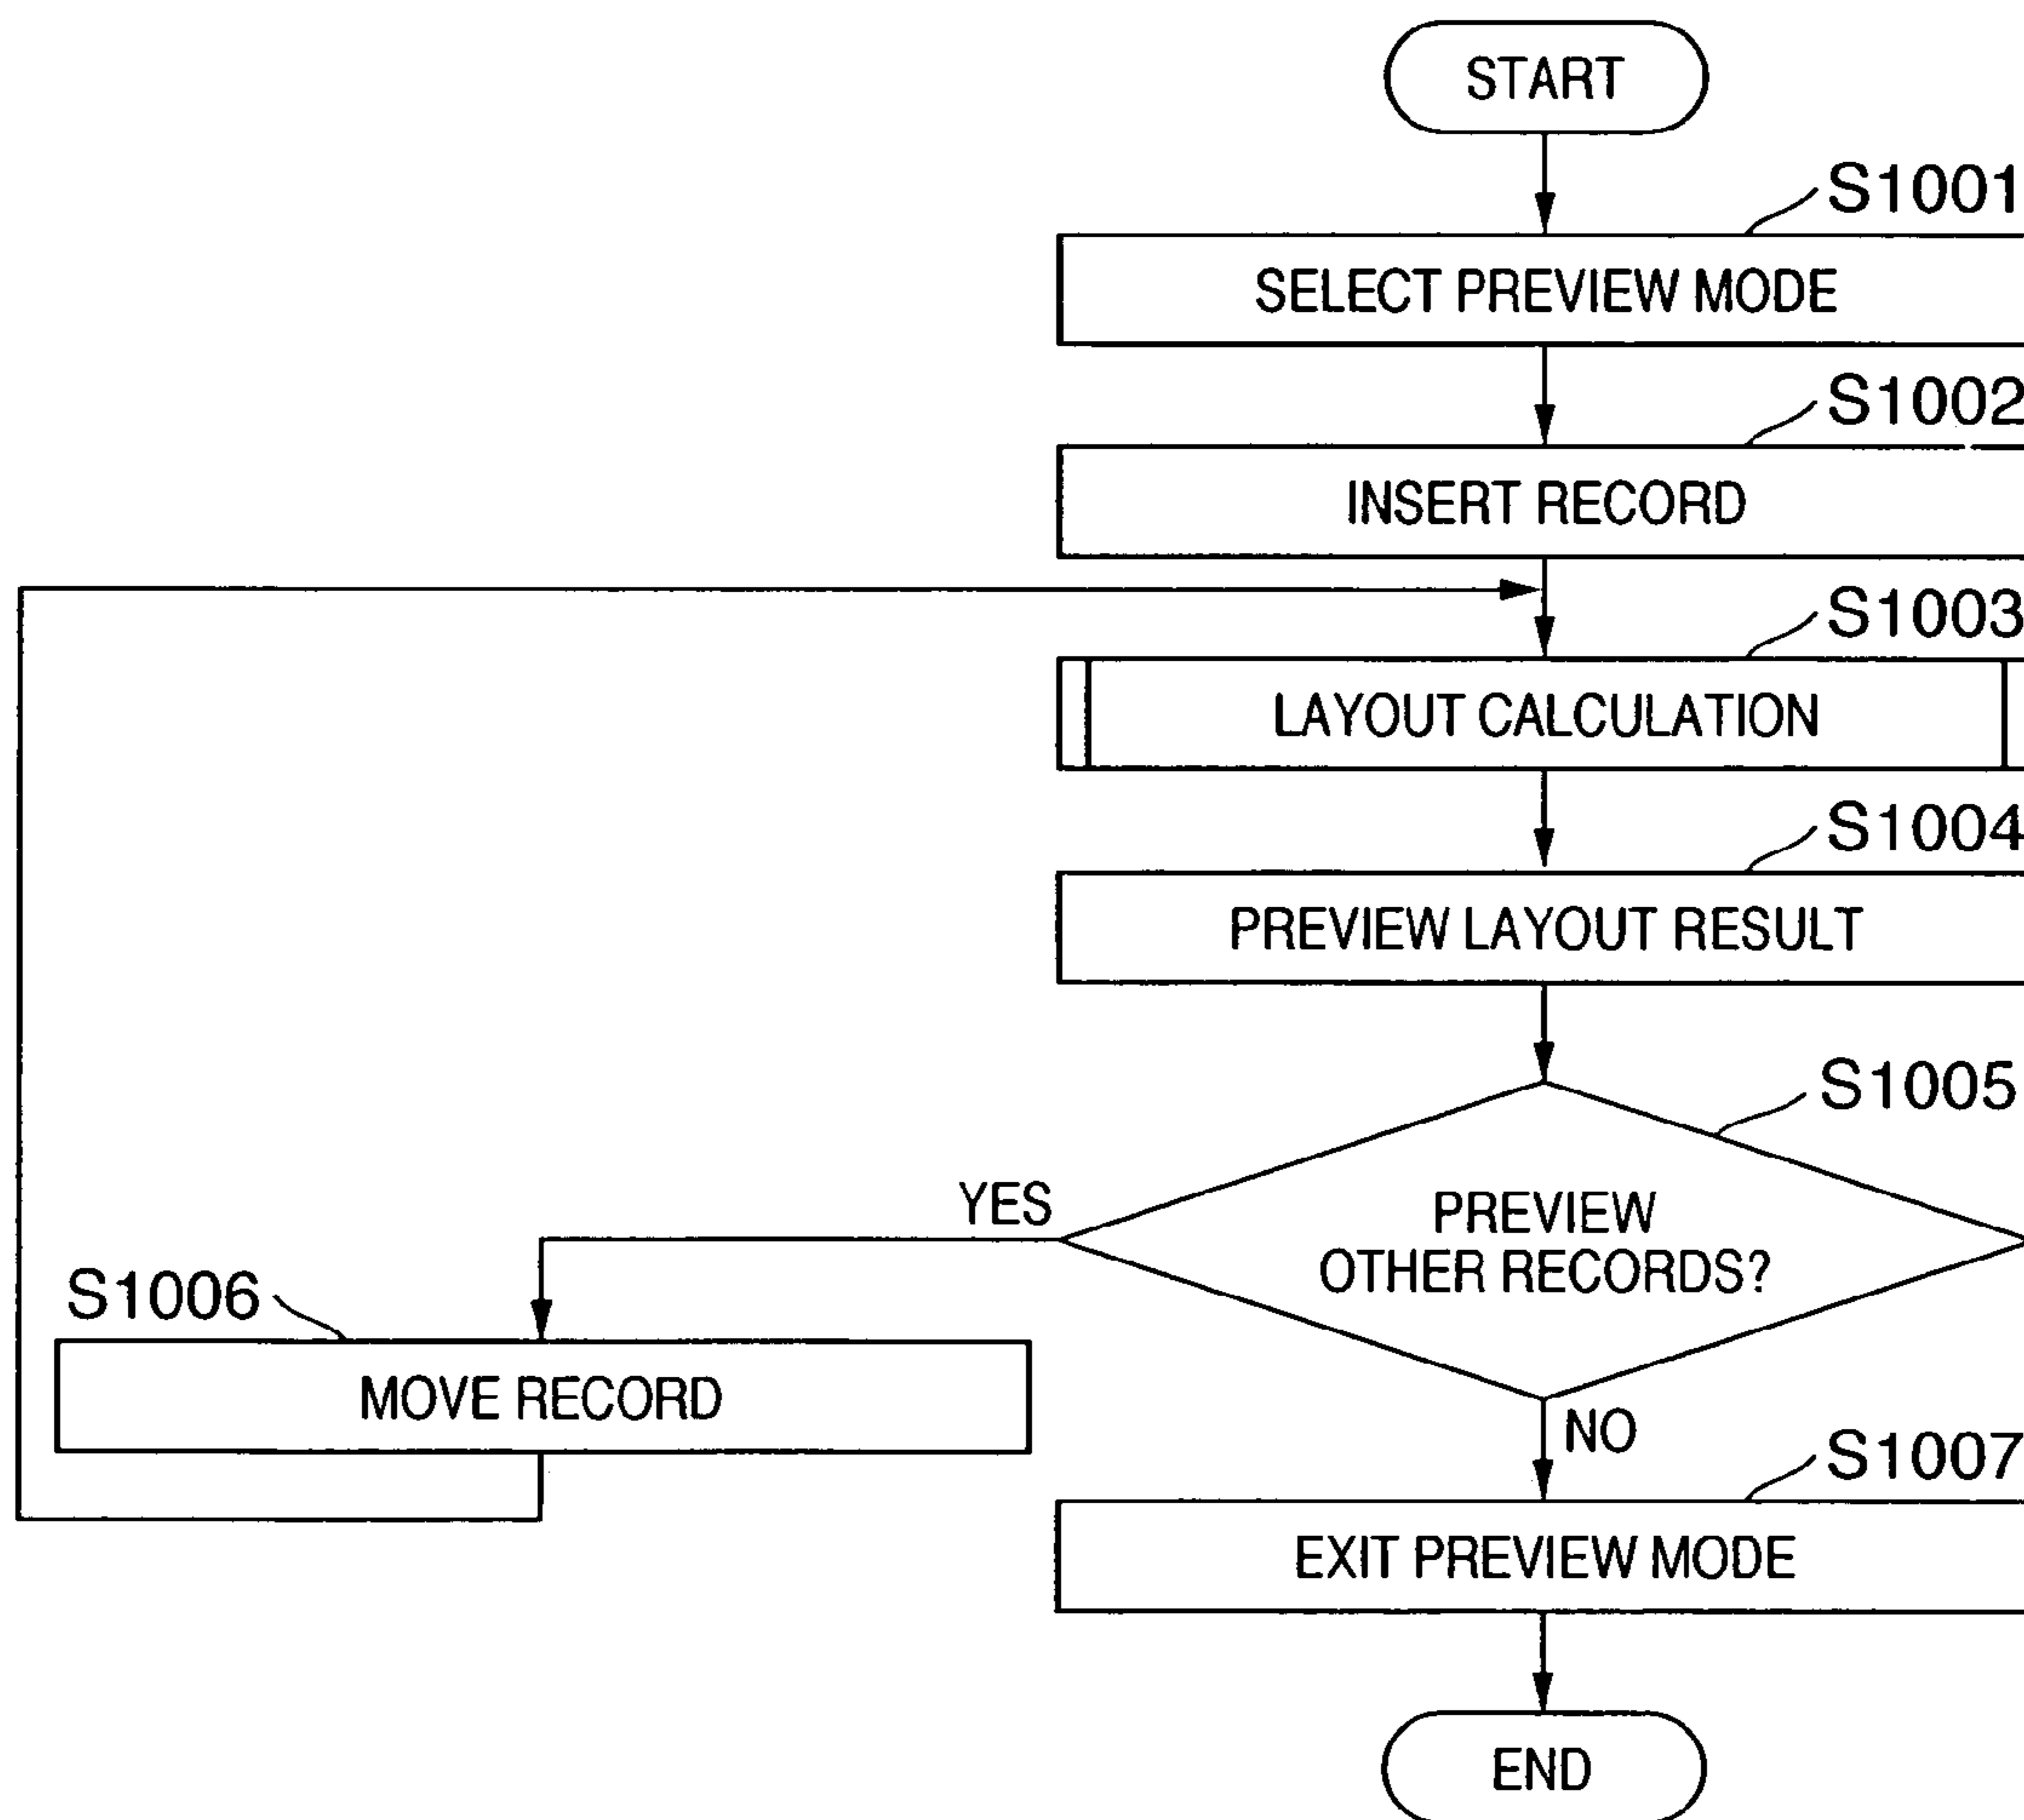 START
S1001
SELECT PREVIEW MODE
S1002
INSERT RECORD
S1003
LAYOUT CALCULATION
S1004
PREVIEW LAYOUT RESULT
S1005
PREVIEW
OTHER RECORDS?
YES
S1006
MOVE RECORD
NO
S1007
EXIT PREVIEW MODE
END